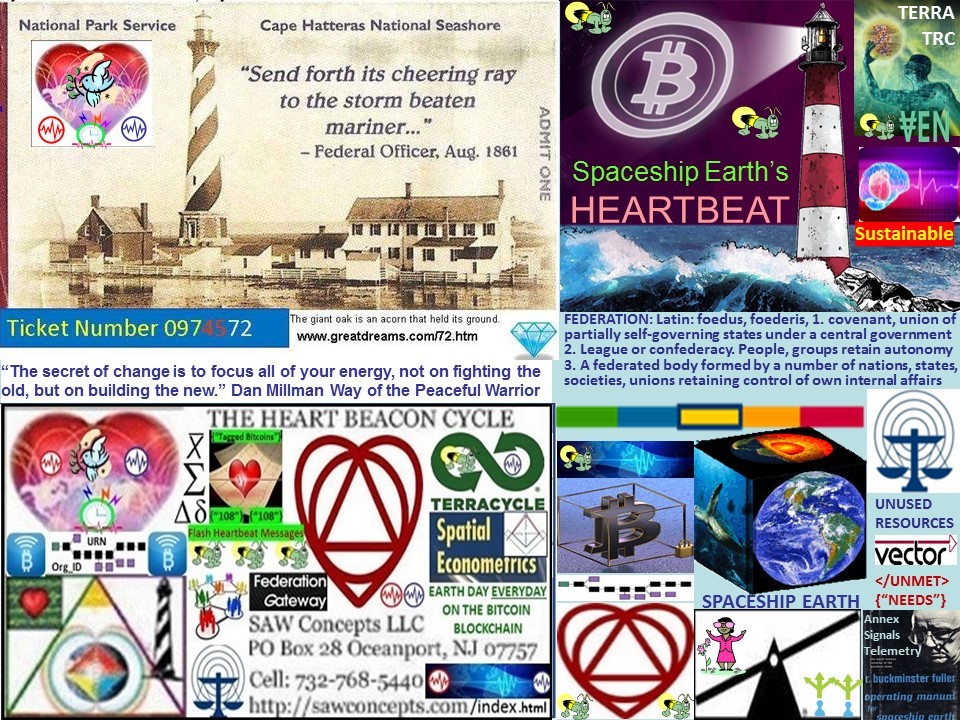 National Park Service
Cape Hatteras National Seashore
“Send forth its cheering ray
to the storm beaten
mariner...”
– Federal Officer, Aug. 1861
ADMIT ONE
Ticket Number 0974572
The giant oak is an acorn that held its ground.
www.greatdreams.com/72.htm
“The secret of change is to focus all of your energy, not on fighting the
old, but on building the new.” Dan Millman Way of the Peaceful Warrior
TERRA
TRC
Spaceship Earth’s
HEARTBEAT
Sustainable
FEDERATION: Latin: foedus, foederis, 1. covenant, union of
partially self-governing states under a central government
2. League or confederacy. People, groups retain autonomy
3. A federated body formed by a number of nations, states,
societies, unions retaining control of own internal affairs
THE HEART BEACON CYCLE
{"Tagged Bitcoins"}
Χ
Σ
Δδ
{"108"} {"108"}
Flash Heartbeat Messages
URN
Org_ID
TERRACYCLE
Spatial
Econometrics
Federation
Gateway
EARTH DAY EVERYDAY
ON THE BITCOIN
BLOCKCHAIN
SAW Concepts LLC
PO Box 28 Oceanport, NJ 07757
Cell: 732-768-5440
http://sawconcepts.com/index.html
UNUSED
RESOURCES
vector
</UNMET>
{“NEEDS”}
SPACESHIP EARTH
Annex
Signals
Telemetry
r. buckminster fuller
operating manual
for
spaceship earth